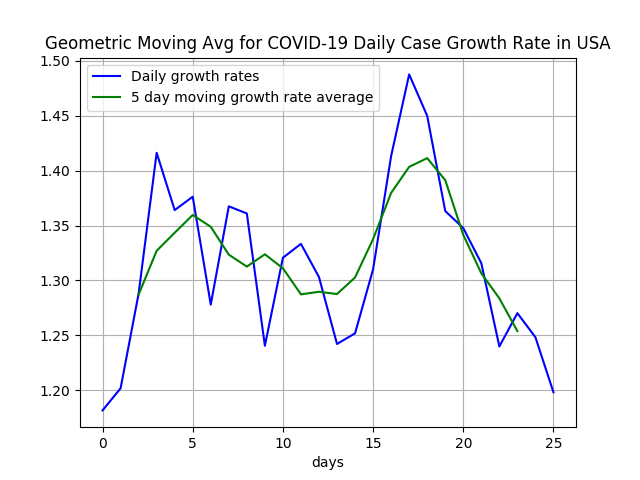 Geometric Moving Avg for COVID-19 Daily Case Growth Rate in USA
Daily growth rates
5 day moving growth rate average
1.50
1.45
1.40
1.35
1.30
1.25
1.20
0 5 10 15 20 25
days